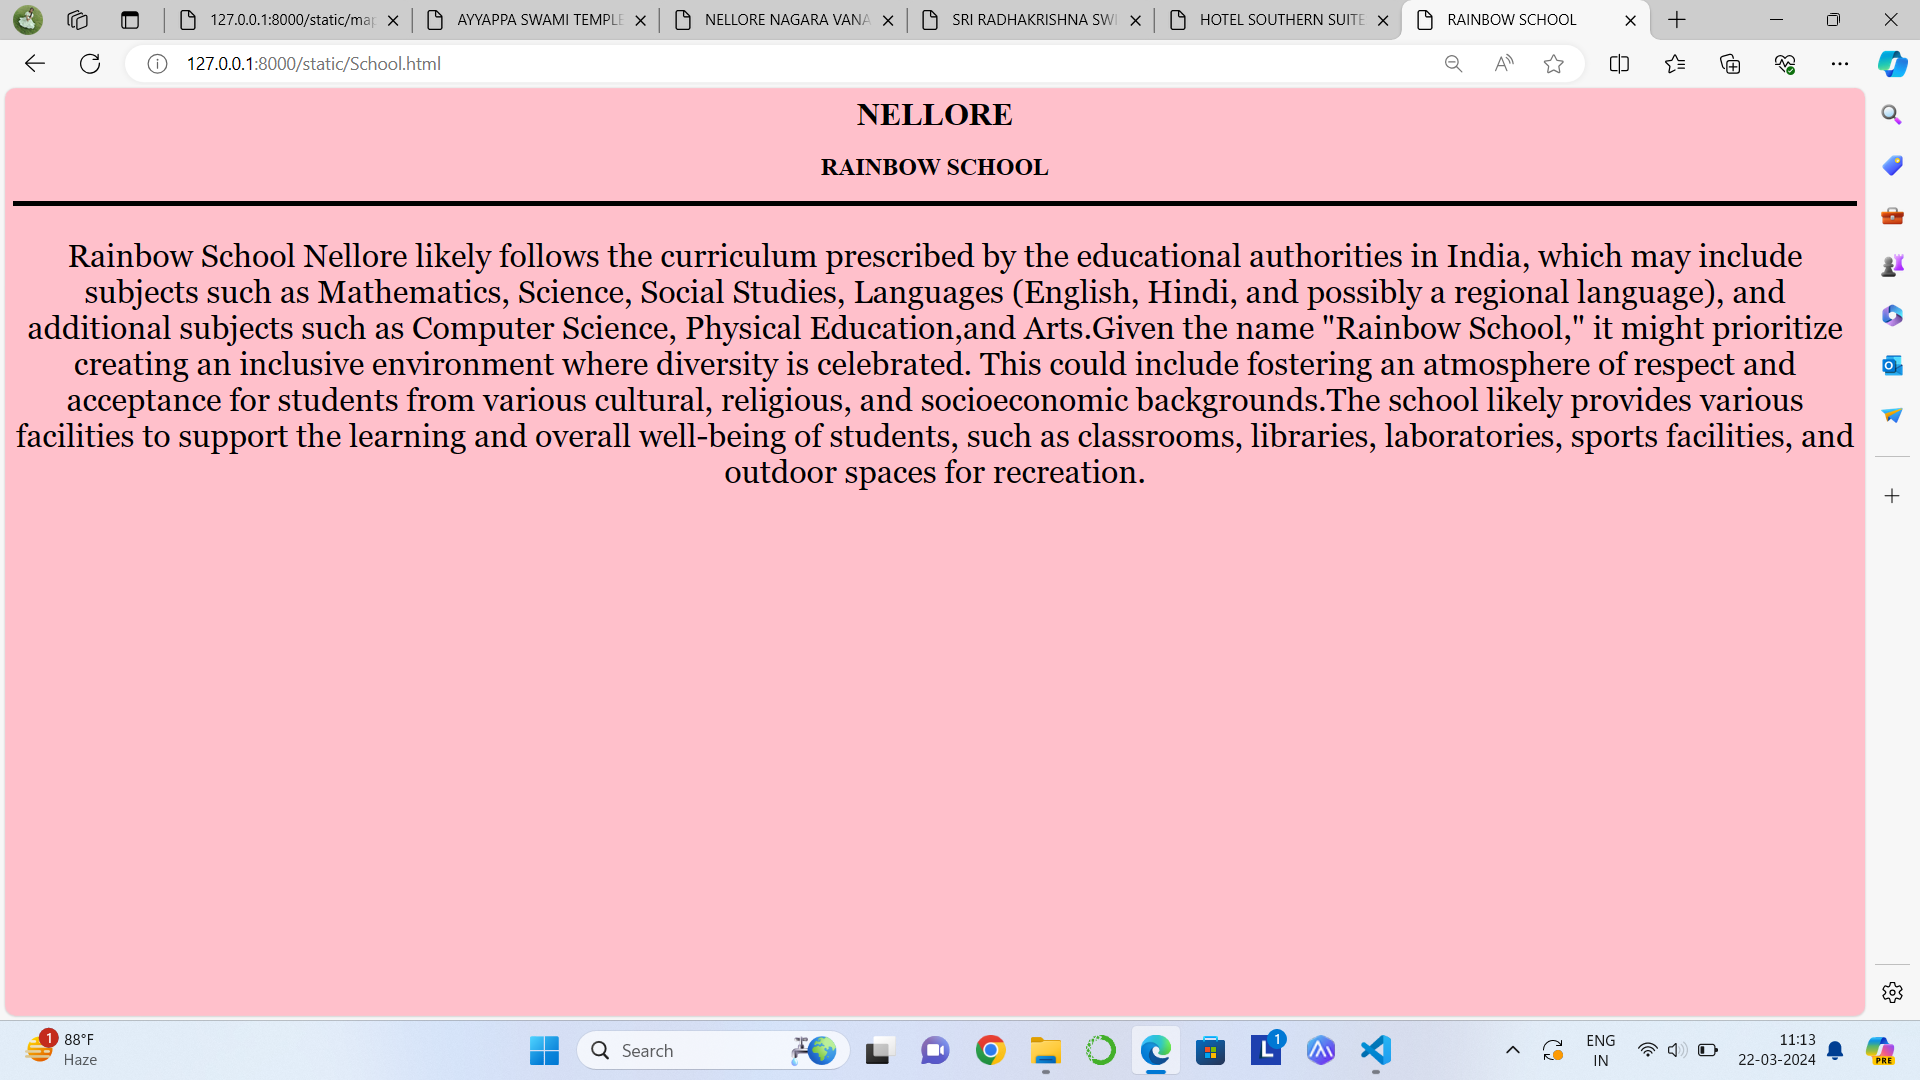 127.0.0.1:8000/static/map
AYYAPPA SWAMI TEMPLE
NELLORE NAGARA VANA
SRI RADHAKRISHNA SW
HOTEL SOUTHERN SUITE
RAINBOW SCHOOL
127.0.0.1:8000/static/School.html
NELLORE
RAINBOW SCHOOL
Rainbow School Nellore likely follows the curriculum prescribed by the educational authorities in India, which may include
subjects such as Mathematics, Science, Social Studies, Languages (English, Hindi, and possibly a regional language), and
additional subjects such as Computer Science, Physical Education,and Arts.Given the name "Rainbow School," it might prioritize
creating an inclusive environment where diversity is celebrated. This could include fostering an atmosphere of respect and
acceptance for students from various cultural, religious, and socioeconomic backgrounds.The school likely provides various
facilities to support the learning and overall well-being of students, such as classrooms, libraries, laboratories, sports facilities, and
outdoor spaces for recreation.
1
88°F
Haze
Search
1
ENG
IN
11:13
22-03-2024
PRE